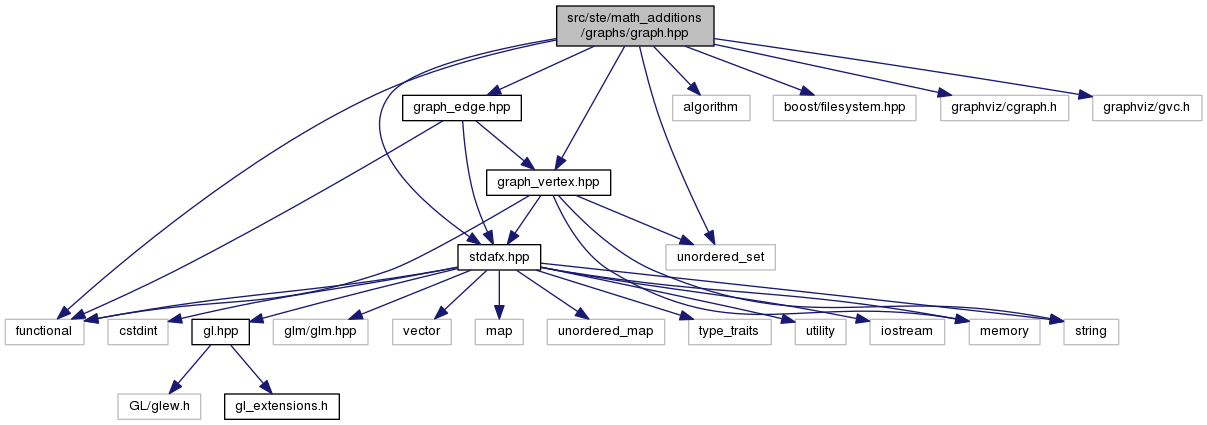 src/ste/math_additions
/graphs/graph.hpp
graph_edge.hpp
algorithm
boost/filesystem.hpp
graphviz/cgraph.h
graphviz/gvc.h
graph_vertex.hpp
stdafx.hpp
unordered_set
functional
cstdint
gl.hpp
glm/glm.hpp
vector
map
unordered_map
type_traits
utility
iostream
memory
string
GL/glew.h
gl_extensions.h